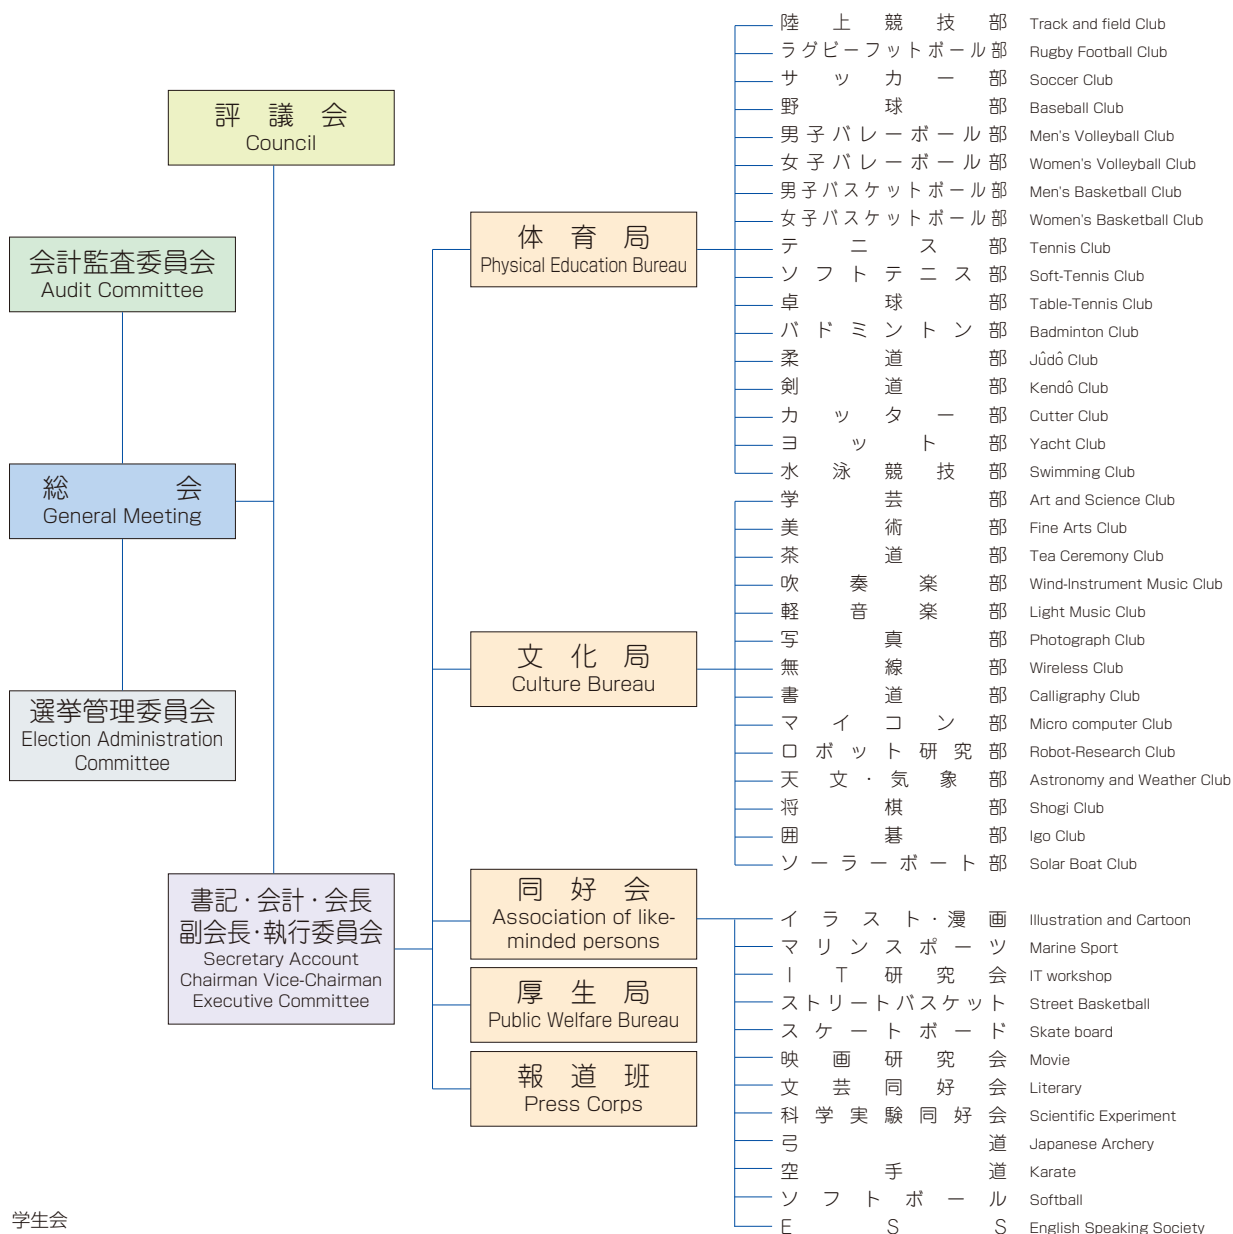 評議会
Council
会計監査委員会
Audit Committee
総会
General Meeting
選挙管理委員会
Election Administration
Committee
書記・会計・会長
副会長・執行委員会
Secretary Account
Chairman Vice-Chairman
Executive Committee
体育局
Physical Education Bureau
文化局
Culture Bureau
同好会
Association of like-
minded persons
厚生局
Public Welfare Bureau
報道班
Press Corps
陸上競技部 Track and field Club
ラグビーフットボール部 Rugby Football Club
サッカー部 Soccer Club
野球部 Baseball Club
男子バレーボール部 Men's Volleyball Club
女子バレーボール部 Women's Volleyball Club
男子バスケットボール部 Men's Basketball Club
女子バスケットボール部 Women's Basketball Club
テニス部 Tennis Club
ソフトテニス部 Soft-Tennis Club
卓球部 Table-Tennis Club
バドミントン部 Badminton Club
柔道部 Jûdô Club
剣道部 Kendô Club
カッター部 Cutter Club
ヨット部 Yacht Club
水泳競技部 Swimming Club
学芸部 Art and Science Club
美術部 Fine Arts Club
茶道部 Tea Ceremony Club
吹奏楽部 Wind-Instrument Music Club
軽音楽部 Light Music Club
写真部 Photograph Club
無線部 Wireless Club
書道部 Calligraphy Club
マイコン部 Micro computer Club
ロボット研究部 Robot-Research Club
天文・気象部 Astronomy and Weather Club
将棋部 Shogi Club
囲碁部 Igo Club
ソーラーボート部 Solar Boat Club
イラスト・漫画 Illustration and Cartoon
マリンスポーツ Marine Sport
IT研究会 IT workshop
ストリートバスケット Street Basketball
スケートボード Skate board
映画研究会 Movie
文芸同好会 Literary
科学実験同好会 Scientific Experiment
弓道 Japanese Archery
空手道 Karate
ソフトボール Softball
ESS English Speaking Society
学生会